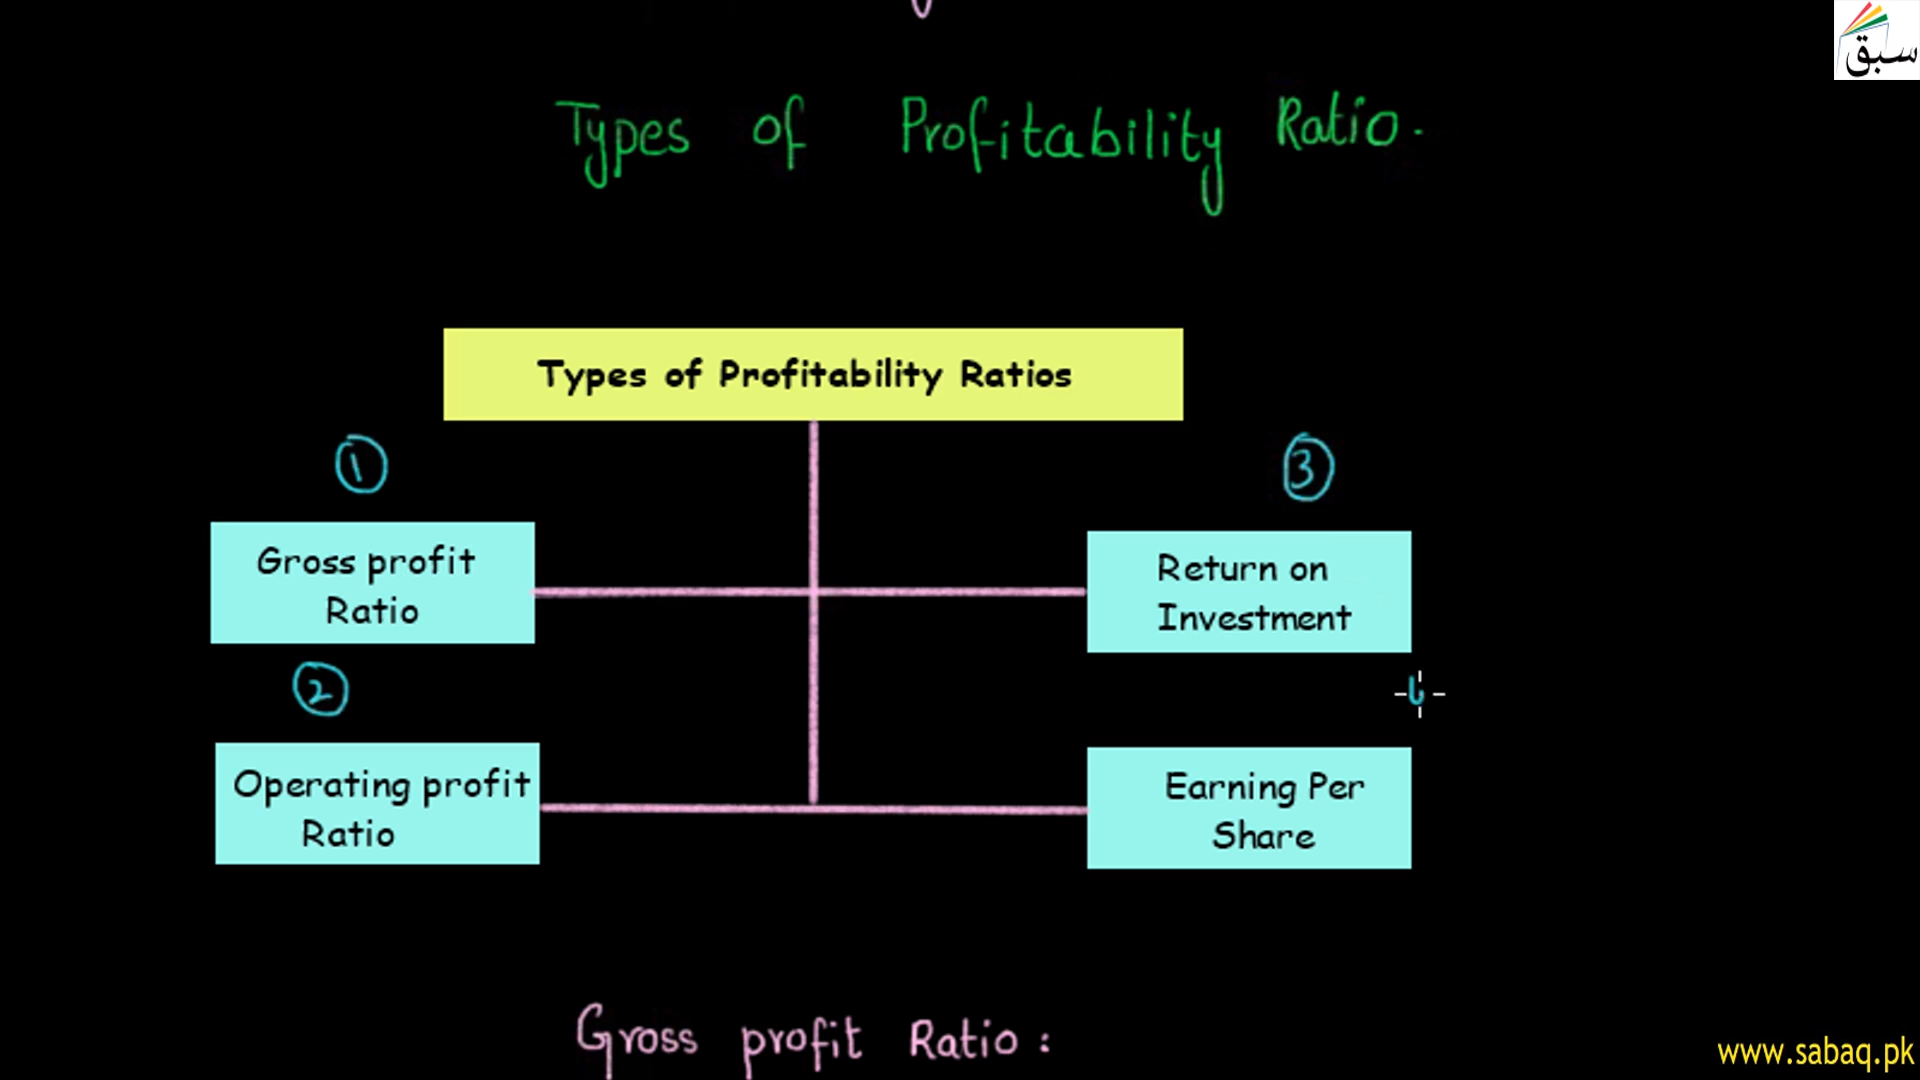 سبق
Types of Profitability Ratio.
Types of Profitability Ratios
1
3
Gross profit
Ratio
Return on
Investment
2
Operating profit
Ratio
Earning Per
Share
Gross profit Ratio:
www.sabaq.pk